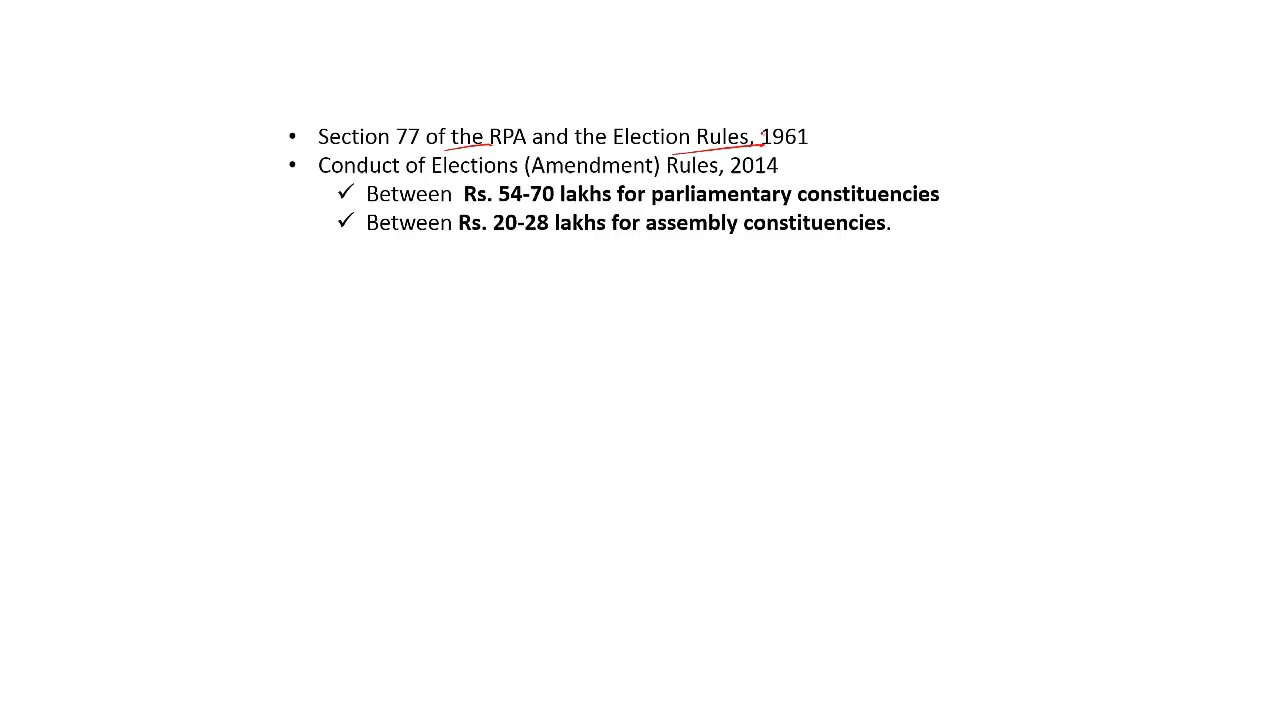 • Section 77 of the RPA and the Election Rules, 1961
• Conduct of Elections (Amendment) Rules, 2014
✓ Between Rs. 54-70 lakhs for parliamentary constituencies
✓ Between Rs. 20-28 lakhs for assembly constituencies.